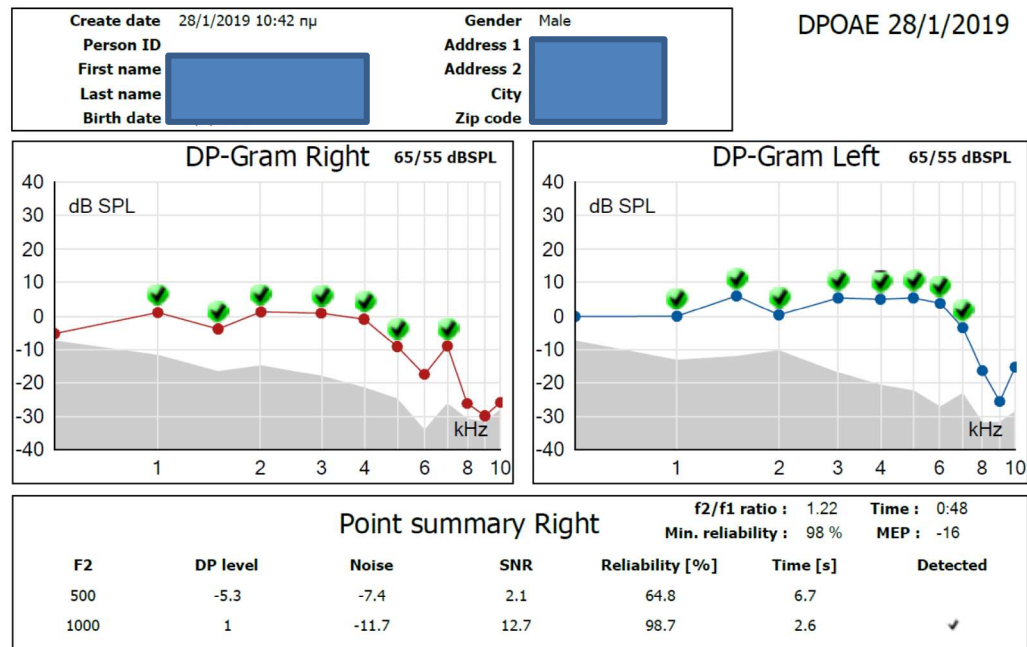 Create date 28/1/2019 10:42 πμ Gender Male DPOAE 28/1/2019
Person ID Address 1
First name Address 2
Last name City
Birth date Zip code
DP-Gram Right 65/55 dBSPL
40
30
20
10
0
-10
-20
-30
-40
dB SPL
kHz
1 2 3 4 6 8 10
DP-Gram Left 65/55 dBSPL
40
30
20
10
0
-10
-20
-30
-40
dB SPL
kHz
1 2 3 4 6 8 10
Point summary Right
f2/f1 ratio : 1.22 Time : 0:48
Min. reliability : 98 % MEP : -16
F2 DP level Noise SNR Reliability [%] Time [s] Detected
500 -5.3 -7.4 2.1 64.8 6.7
1000 1 -11.7 12.7 98.7 2.6